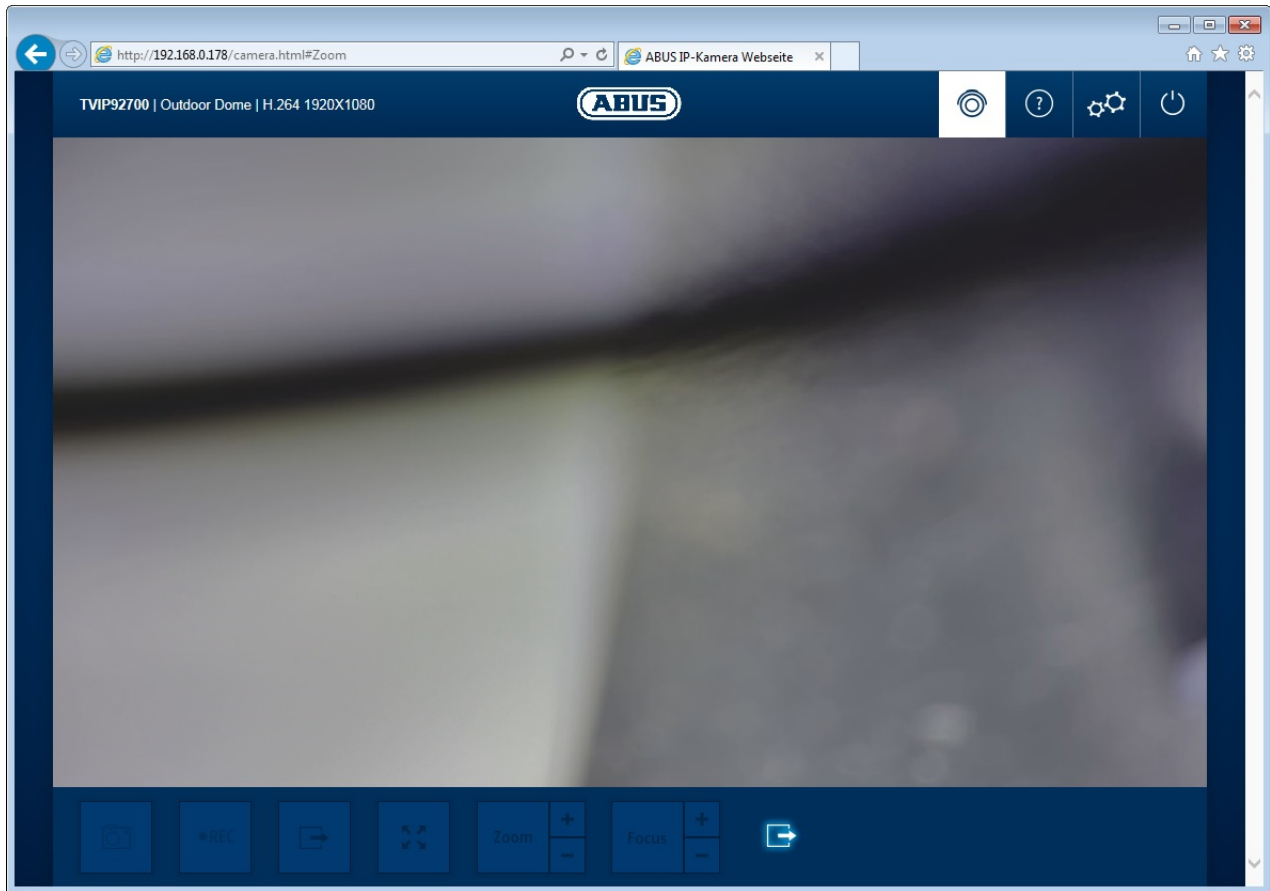 http://192.168.0.178/camera.html#Zoom
ABUS IP-Kamera Webseite
TVIP92700 | Outdoor Dome | H.264 1920X1080
ABUS
?
REC
Zoom
+
−
Focus
+
−